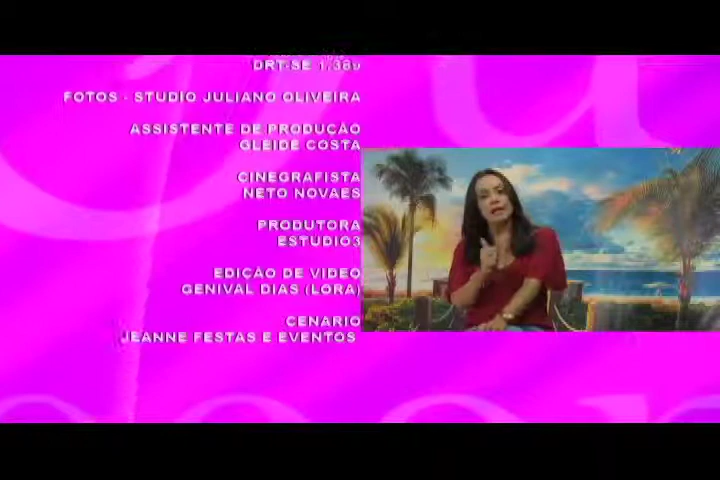 DRT-SE 1.389
FOTOS - STUDIO JULIANO OLIVEIRA
ASSISTENTE DE PRODUÇÃO
GLEIDE COSTA
CINEGRAFISTA
NETO NOVAES
PRODUTORA
ESTUDIO3
EDIÇÃO DE VIDEO
GENIVAL DIAS (LORA)
CENARIO
JEANNE FESTAS E EVENTOS